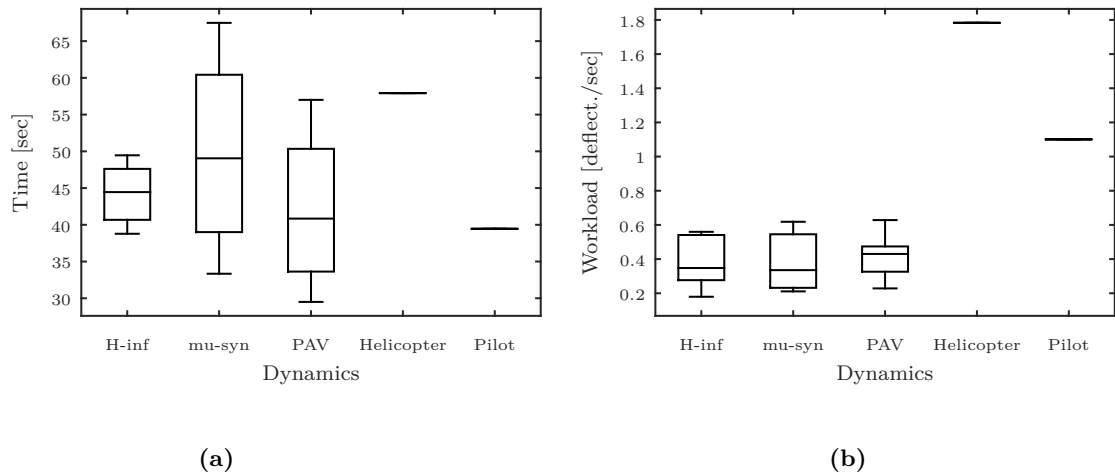 Time [sec]
65
60
55
50
45
40
35
30
H-inf mu-syn PAV Helicopter Pilot
Dynamics
(a)
Workload [deflect./sec]
1.8
1.6
1.4
1.2
1
0.8
0.6
0.4
0.2
H-inf mu-syn PAV Helicopter Pilot
Dynamics
(b)